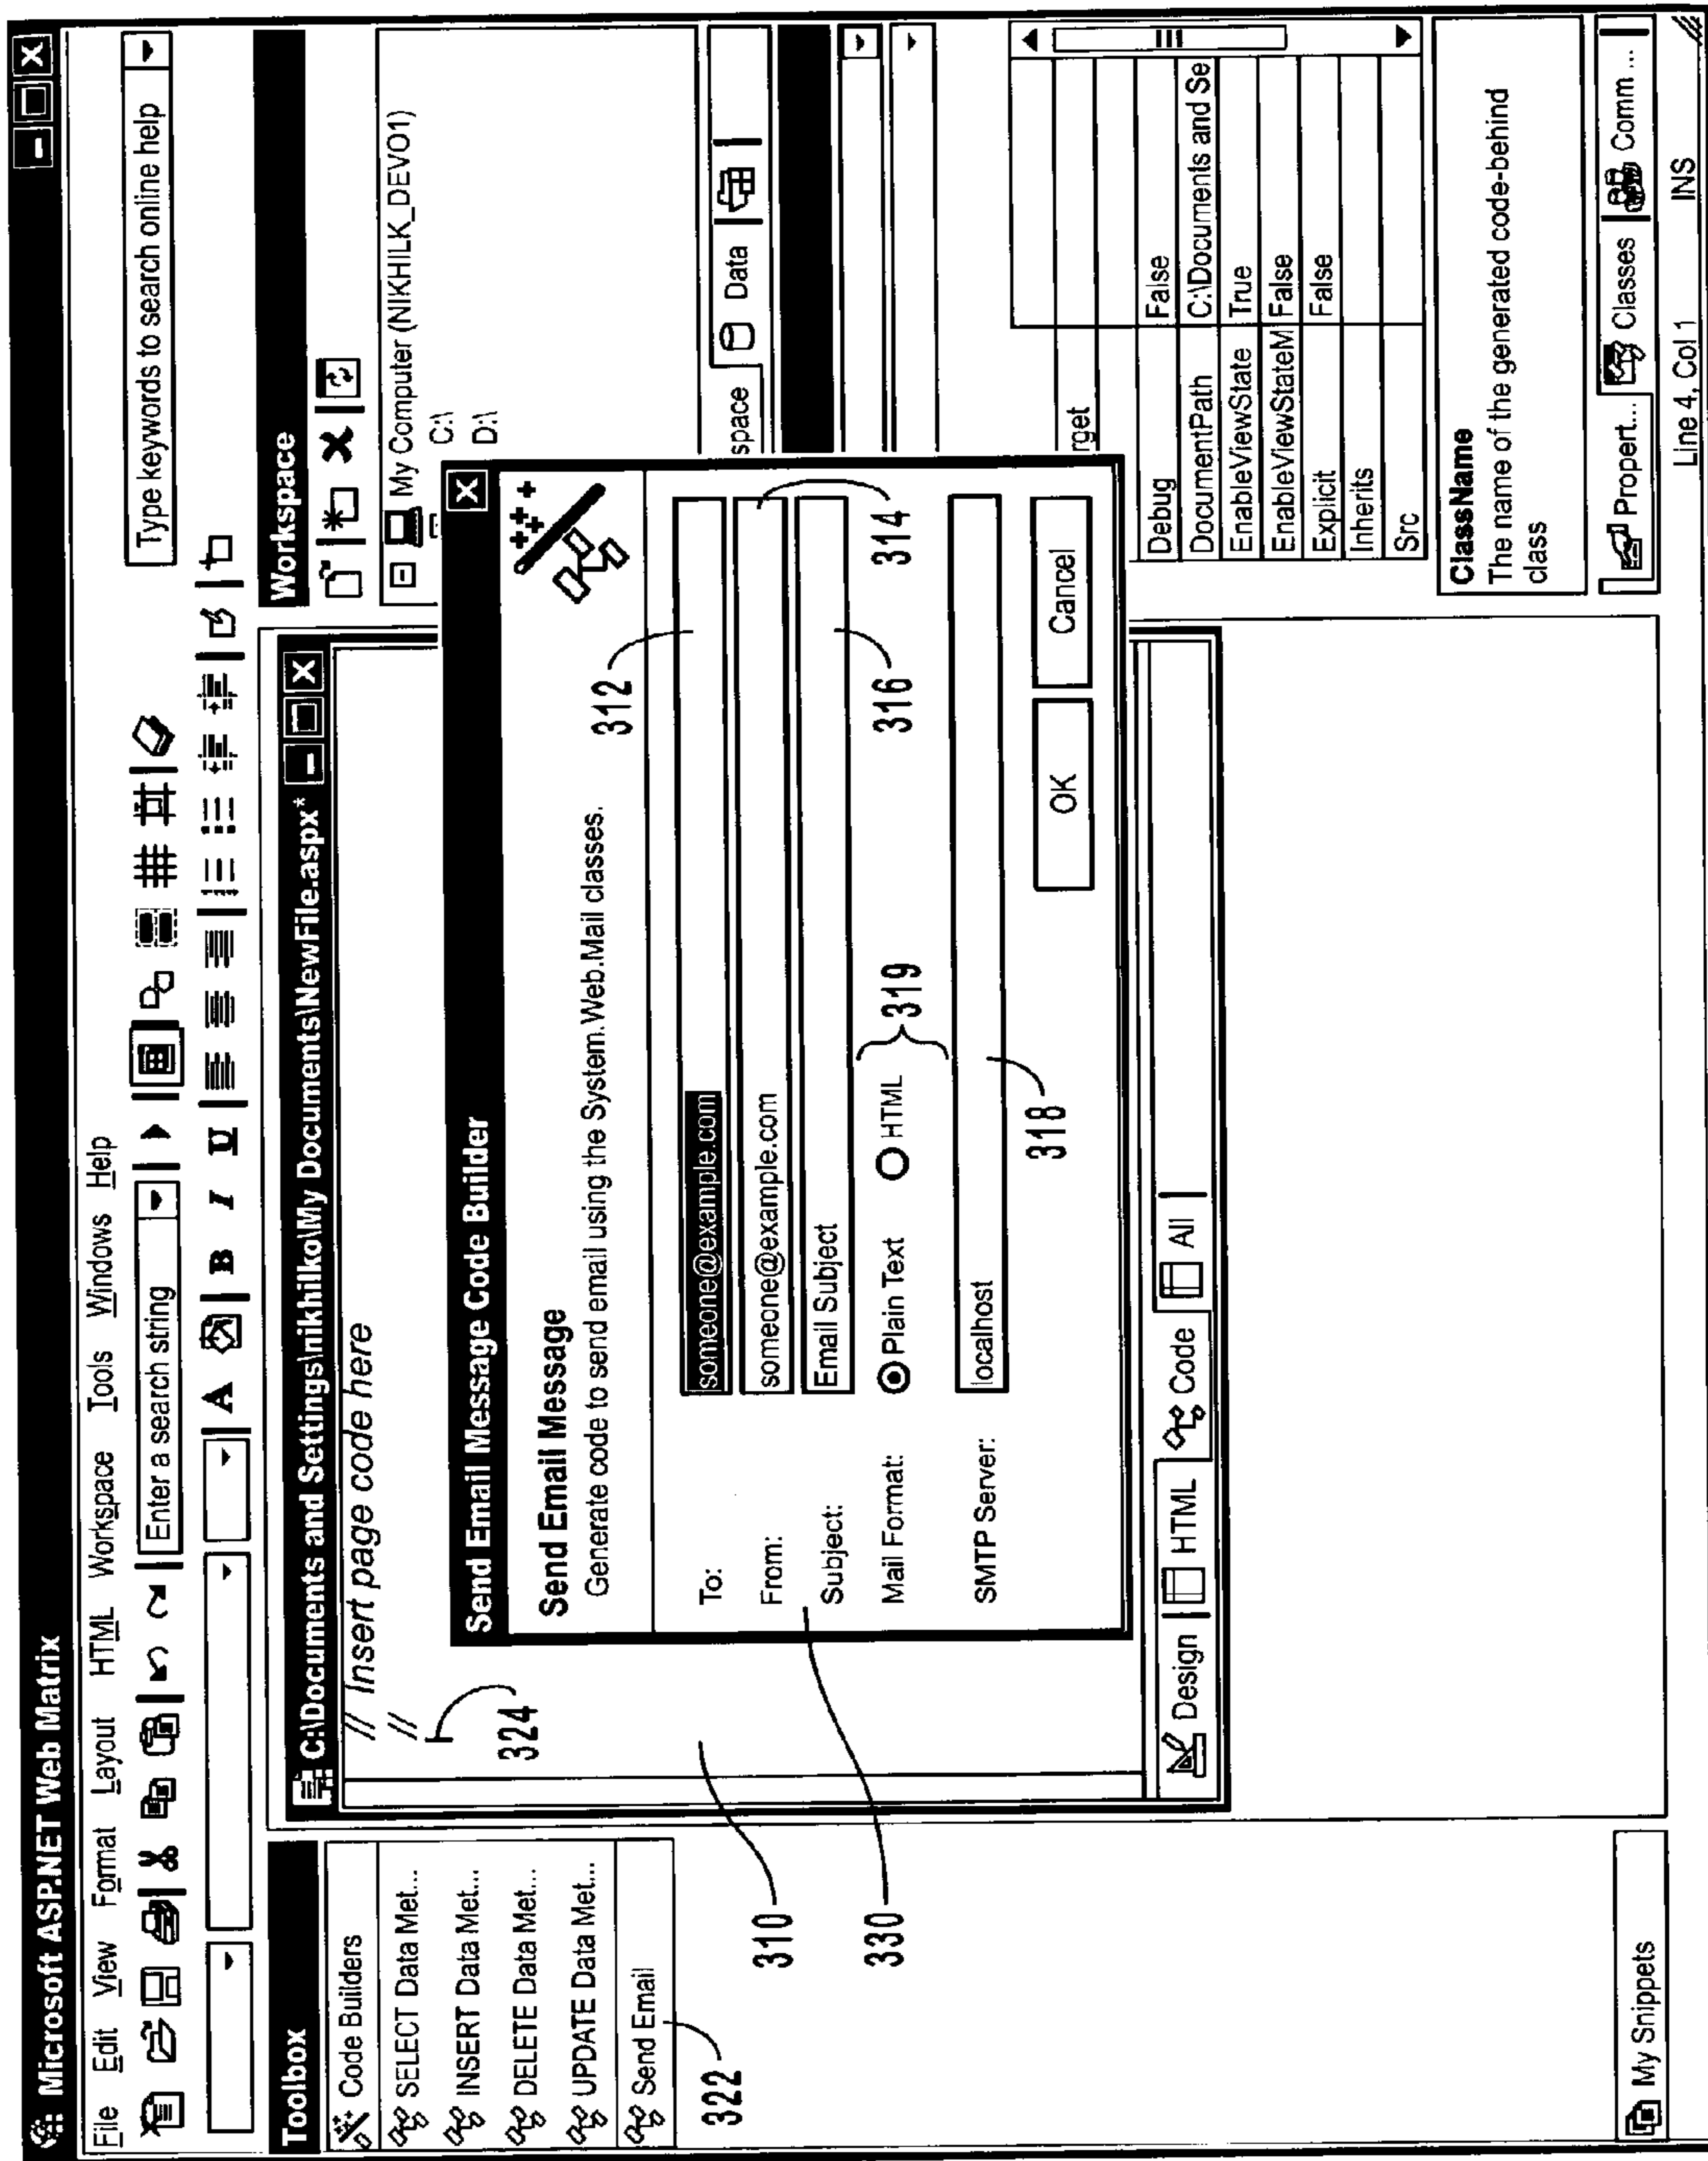 Microsoft ASP.NET Web Matrix
File Edit View Format Layout HTML Workspace Tools Windows Help
Enter a search string
Type keywords to search online help
A B I U
Toolbox
Code Builders
SELECT Data Met...
INSERT Data Met...
DELETE Data Met...
UPDATE Data Met...
Send Email
322
310
330
My Snippets
C:\Documents and Settings\nikhilko\My Documents\NewFile.aspx*
// Insert page code here
//
324
Send Email Message Code Builder
Send Email Message
Generate code to send email using the System.Web.Mail classes.
312
To: someone@example.com
From: someone@example.com
Subject: Email Subject
314
316
Mail Format: Plain Text HTML
319
SMTP Server: localhost
318
OK Cancel
Design HTML Code All
Workspace
My Computer (NIKHILK_DEVO1)
C:\
D:\
space Data
rget
Debug False
DocumentPath C:\Documents and Se
EnableViewState True
EnableViewStateM False
Explicit False
Inherits
Src
ClassName
The name of the generated code-behind
class
Propert... Classes Comm ...
Line 4, Col 1 INS